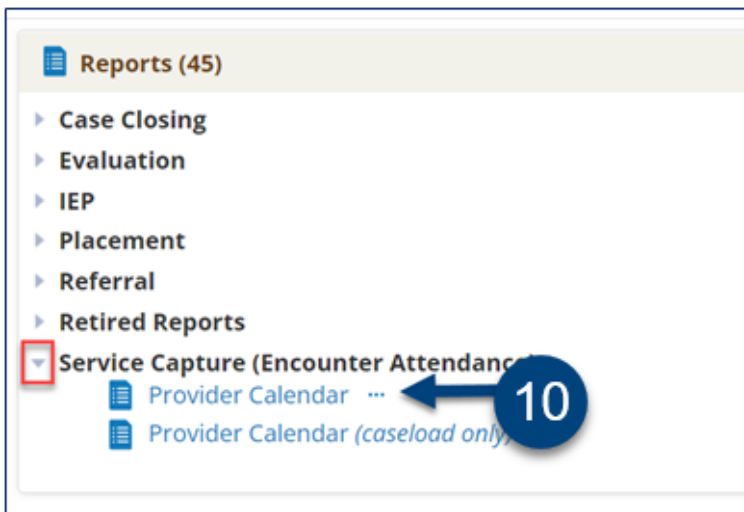 Reports (45)
Case Closing
Evaluation
IEP
Placement
Referral
Retired Reports
Service Capture (Encounter Attendance)
Provider Calendar ...
10
Provider Calendar (caseload only)